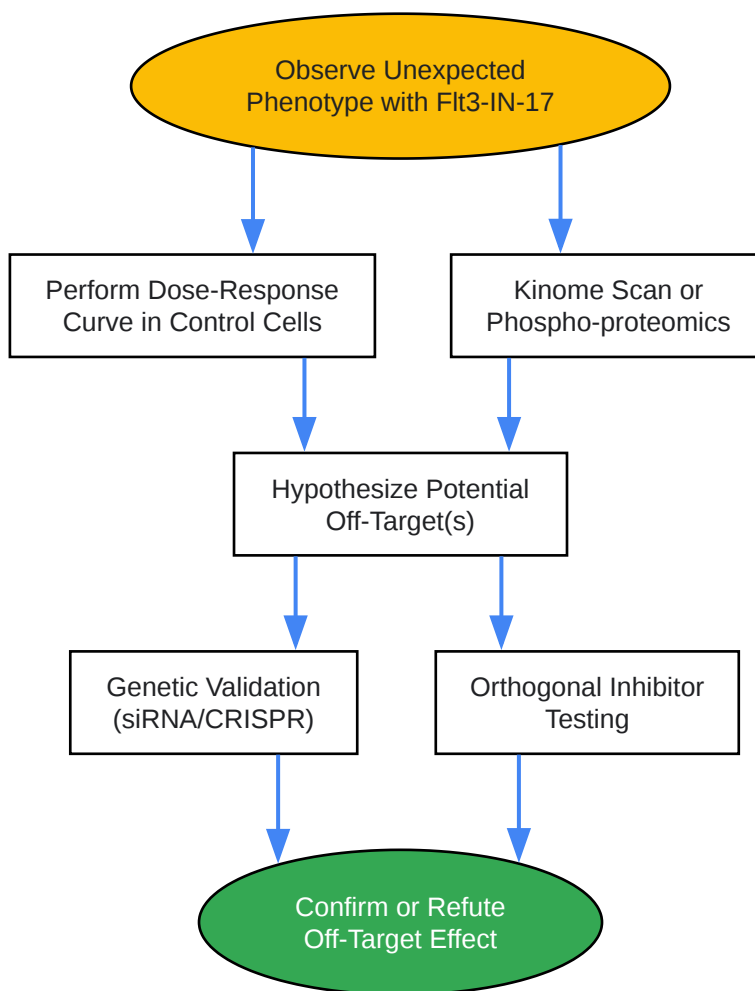 Observe Unexpected
Phenotype with Flt3-IN-17
Perform Dose-Response
Curve in Control Cells
Kinome Scan or
Phospho-proteomics
Hypothesize Potential
Off-Target(s)
Genetic Validation
(siRNA/CRISPR)
Orthogonal Inhibitor
Testing
Confirm or Refute
Off-Target Effect